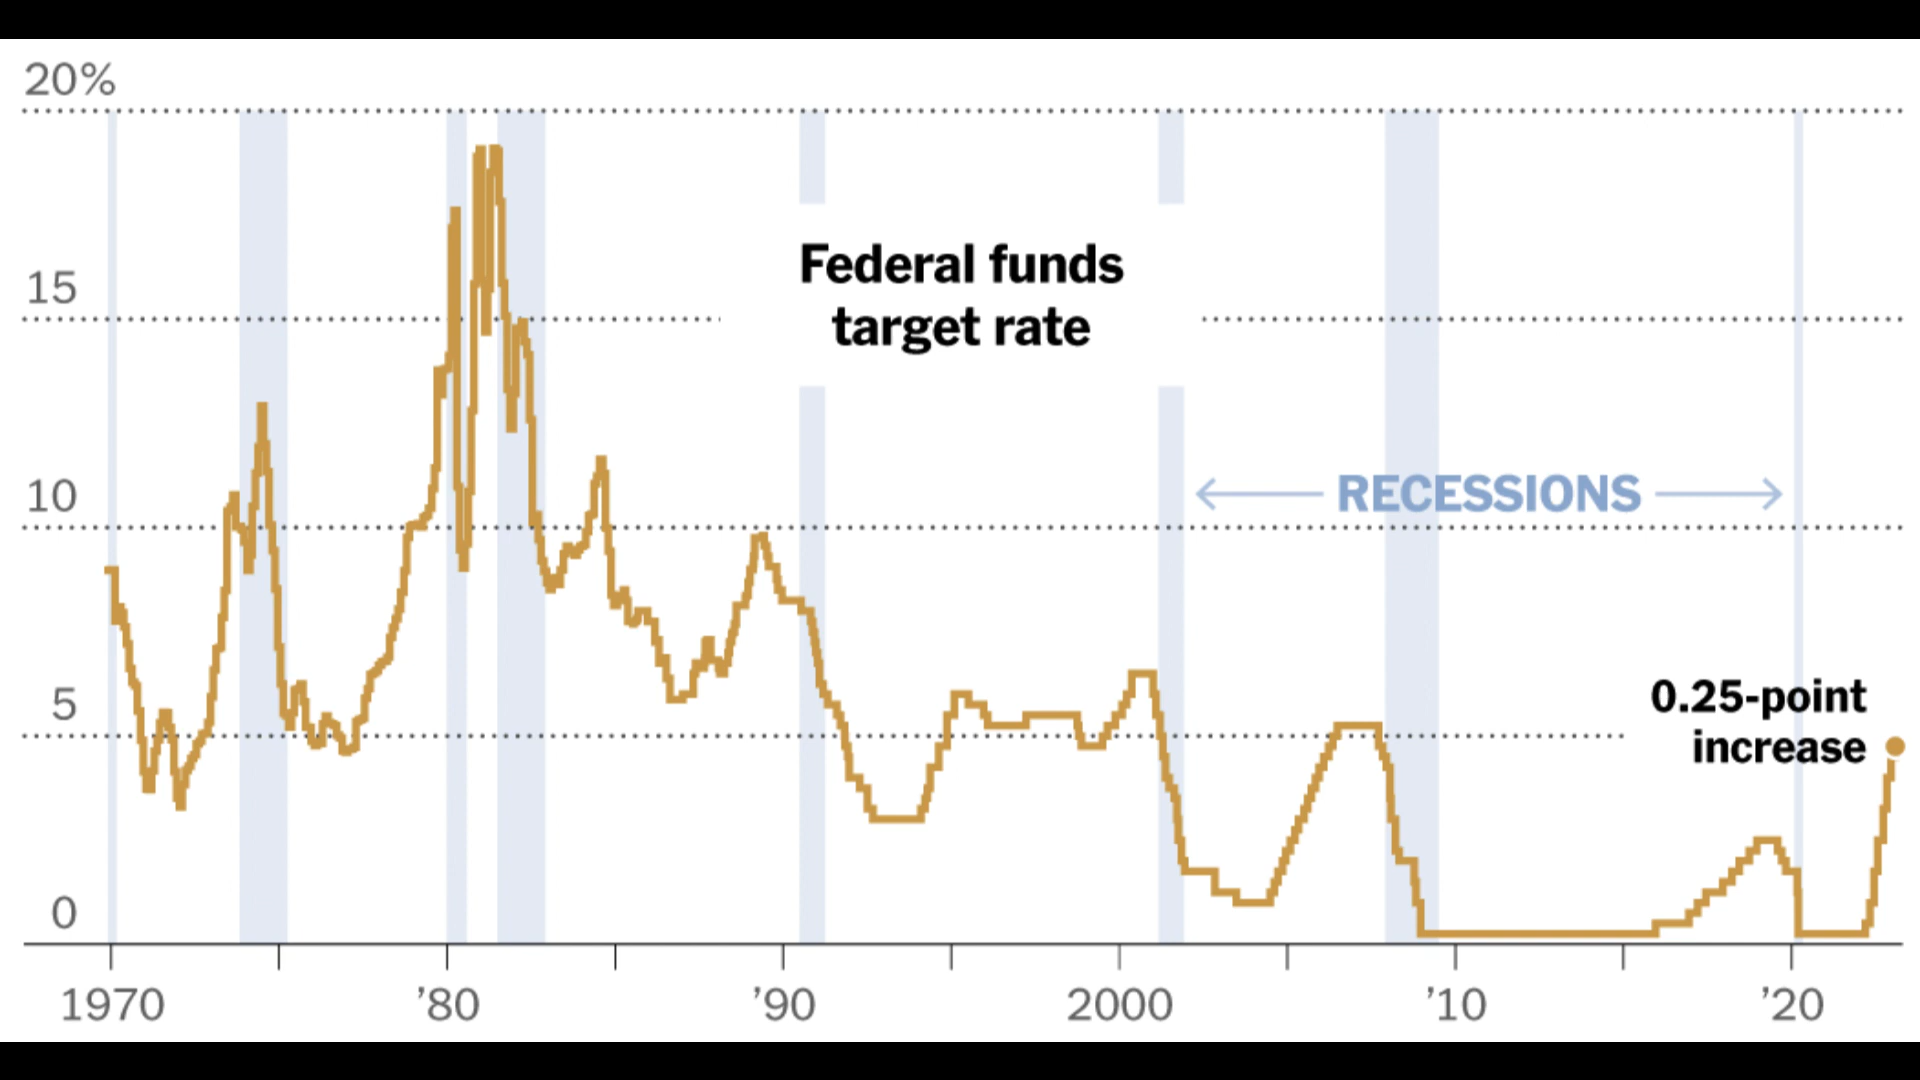 20%
Federal funds
target rate
15
10
RECESSIONS
5
0.25-point
increase
0
1970
’80
’90
2000
’10
’20